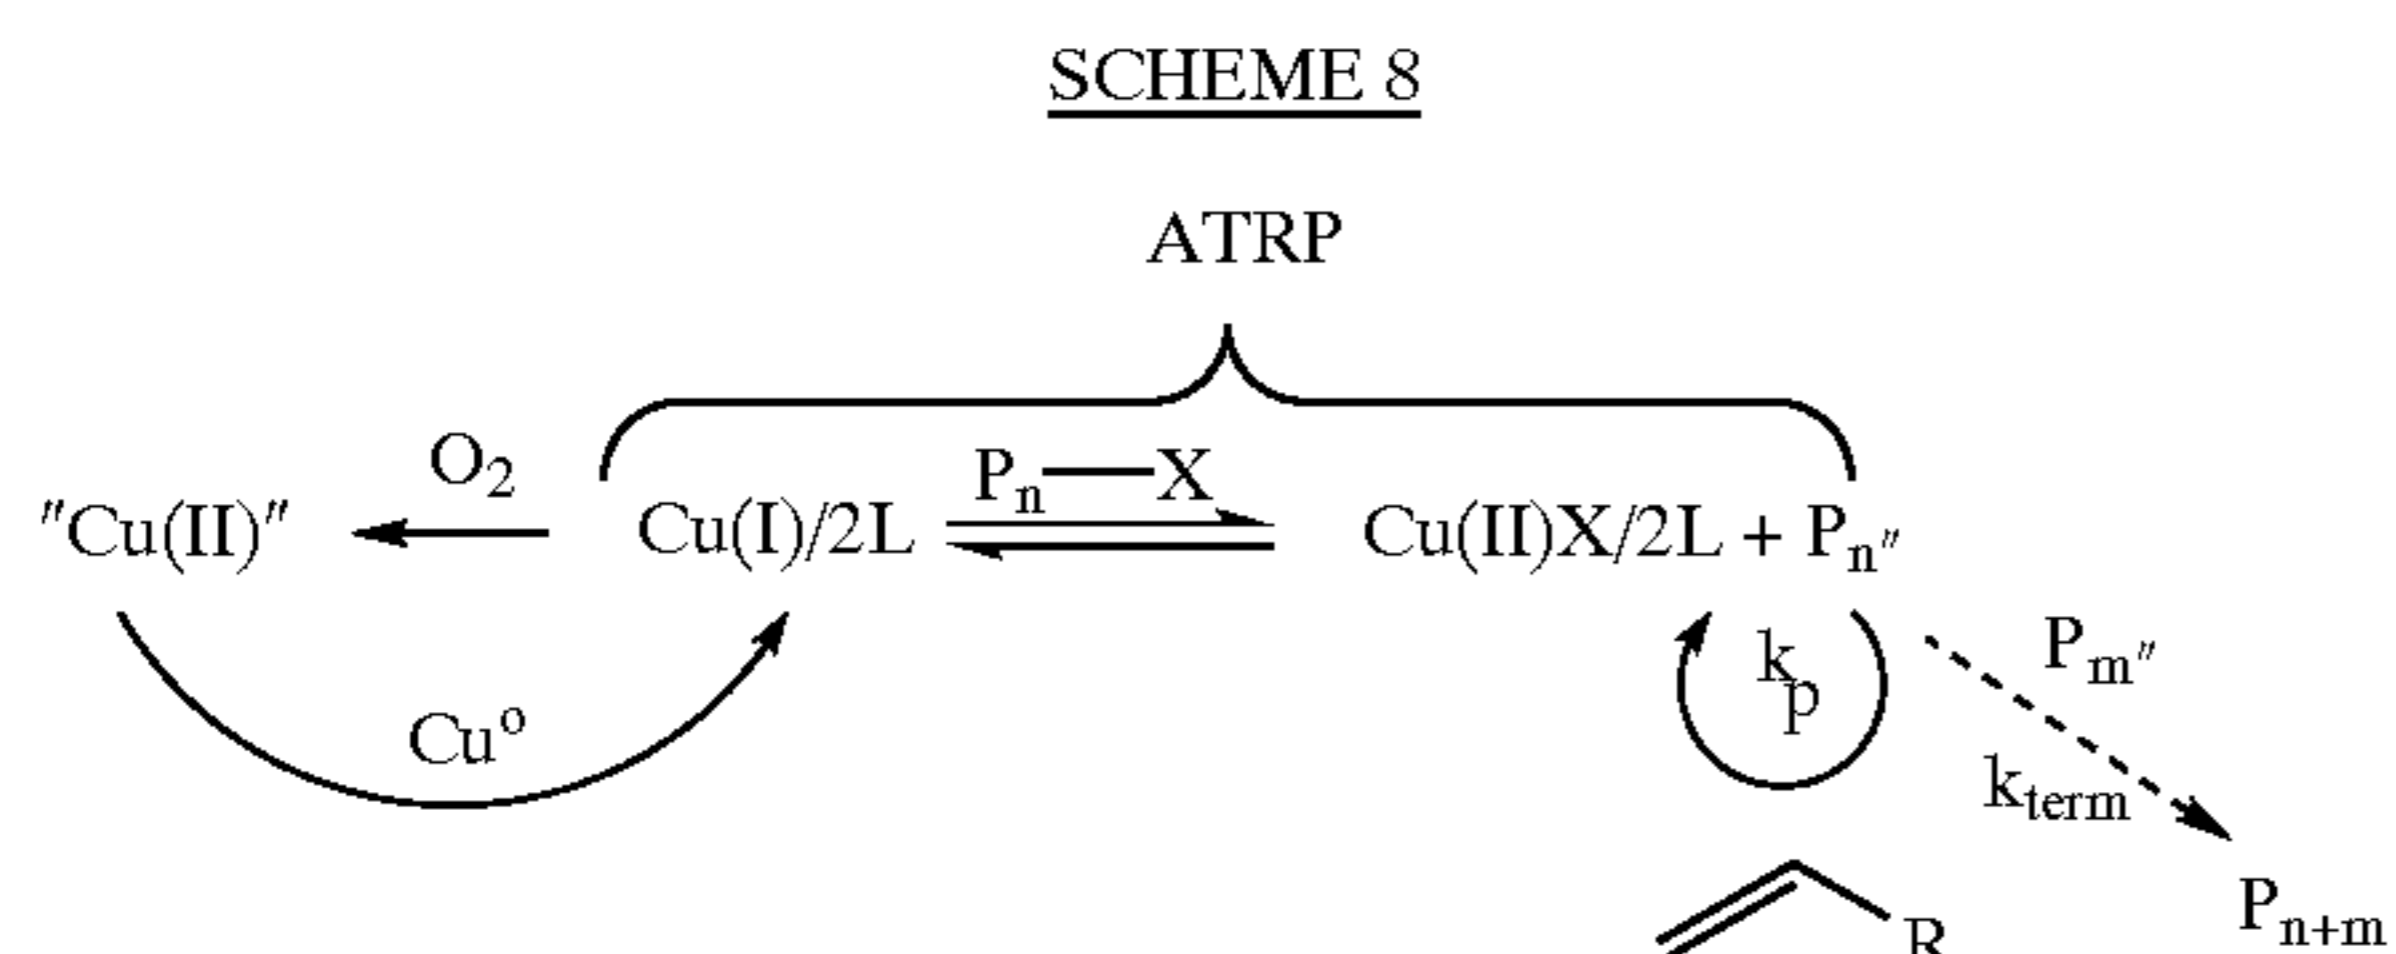 SCHEME 8
ATRP
O2
Pn—X
"Cu(II)"
Cu(I)/2L
Cu(II)X/2L + Pn"
kp
Pm"
Cuº
kterm
R
Pn+m